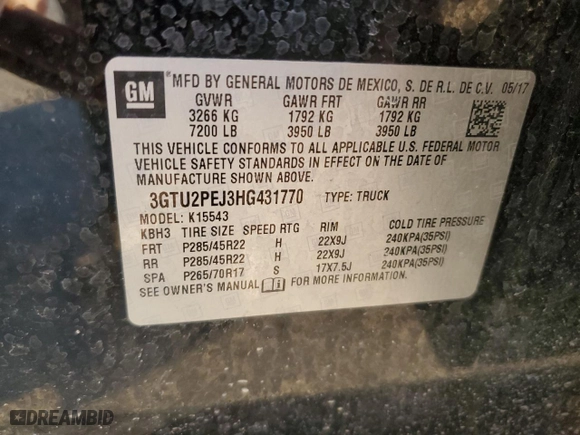 GM MFD BY GENERAL MOTORS DE MEXICO, S. DE R.L. DE C.V. 05/17
GVWR GAWR FRT GAWR RR
3266 KG 1792 KG 1792 KG
7200 LB 3950 LB 3950 LB
THIS VEHICLE CONFORMS TO ALL APPLICABLE U.S. FEDERAL MOTOR
VEHICLE SAFETY STANDARDS IN EFFECT ON THE DATE OF
MANUFACTURE SHOWN ABOVE.
3GTU2PEJ3HG431770 TYPE: TRUCK
MODEL: K15543
KBH3 TIRE SIZE SPEED RTG RIM COLD TIRE PRESSURE
FRT P285/45R22 H 22X9J 240KPA(35PSI)
RR P285/45R22 H 22X9J 240KPA(35PSI)
SPA P265/70R17 S 17X7.5J 240KPA(35PSI)
SEE OWNER'S MANUAL FOR MORE INFORMATION.
DREAMBID